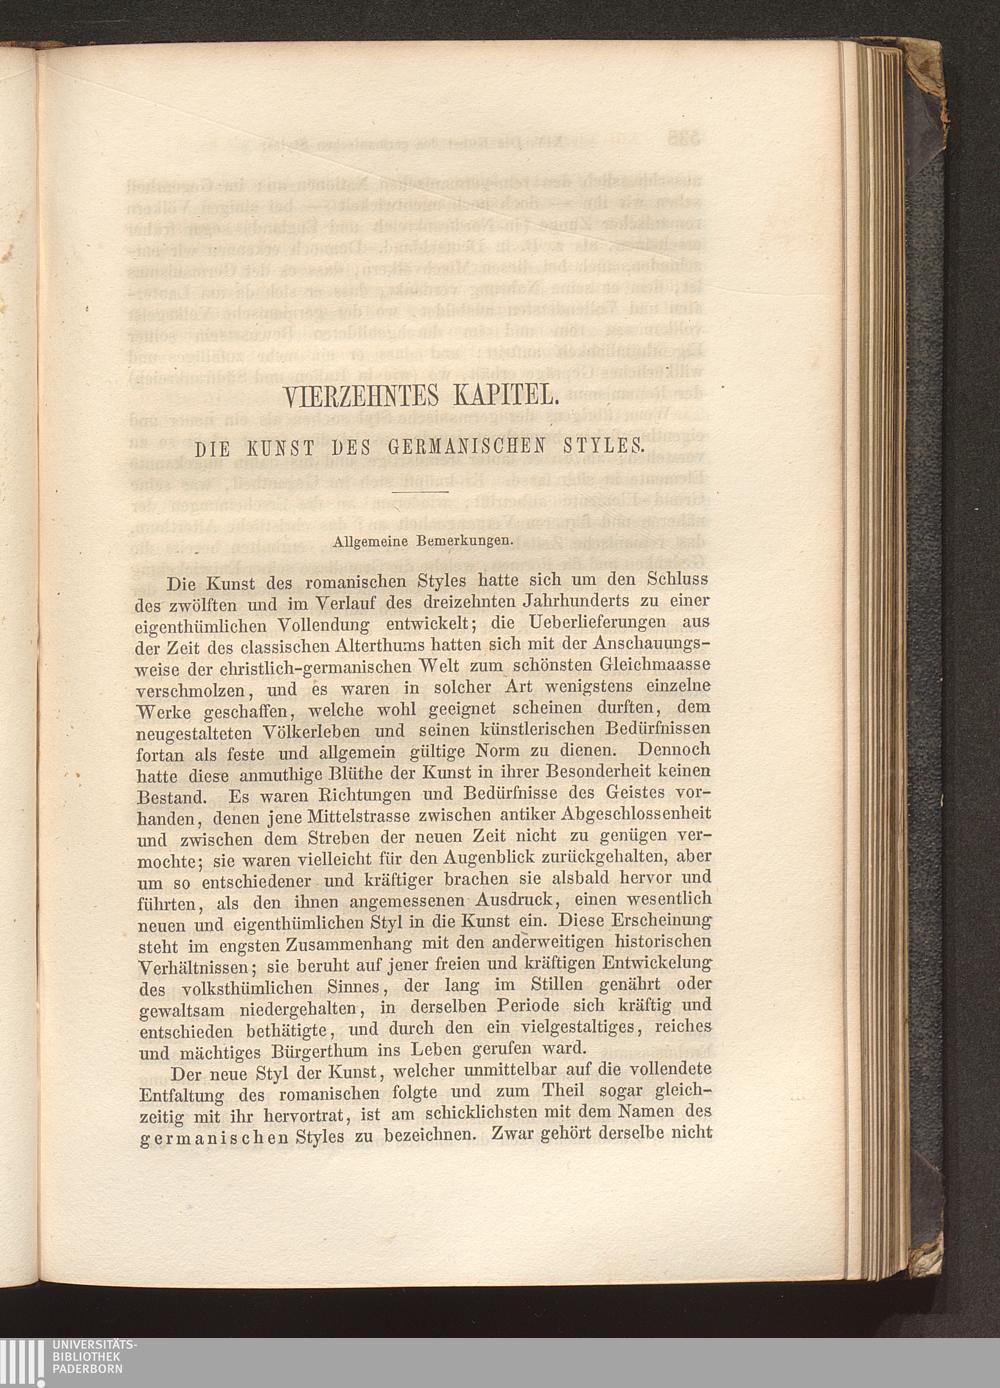 VIERZEHNTES KAPITEL.
DIE KUNST DES GERMANISCHEN STYLES.
Allgemeine Bemerkungen.
Die Kunst des romanischen Styles hatte sich um den Schluss
des zwölften und im Verlauf des dreizehnten Jahrhunderts zu einer
eigenthümlichen Vollendung entwickelt; die Ueberlieferungen aus
der Zeit des classischen Alterthums hatten sich mit der Anschauungs-
weise der christlich-germanischen Welt zum schönsten Gleichmaasse
verschmolzen, und es waren in solcher Art wenigstens einzelne
Werke geschaffen, welche wohl geeignet scheinen durften, dem
neugestalteten Völkerleben und seinen künstlerischen Bedürfnissen
fortan als feste und allgemein gültige Norm zu dienen. Dennoch
hatte diese anmuthige Blüthe der Kunst in ihrer Besonderheit keinen
Bestand. Es waren Richtungen und Bedürfnisse des Geistes vor-
handen, denen jene Mittelstrasse zwischen antiker Abgeschlossenheit
und zwischen dem Streben der neuen Zeit nicht zu genügen ver-
mochte; sie waren vielleicht für den Augenblick zurückgehalten, aber
um so entschiedener und kräftiger brachen sie alsbald hervor und
führten, als den ihnen angemessenen Ausdruck, einen wesentlich
neuen und eigenthümlichen Styl in die Kunst ein. Diese Erscheinung
steht im engsten Zusammenhang mit den anderweitigen historischen
Verhältnissen; sie beruht auf jener freien und kräftigen Entwickelung
des volksthümlichen Sinnes, der lang im Stillen genährt oder
gewaltsam niedergehalten, in derselben Periode sich kräftig und
entschieden bethätigte, und durch den ein vielgestaltiges, reiches
und mächtiges Bürgerthum ins Leben gerufen ward.
Der neue Styl der Kunst, welcher unmittelbar auf die vollendete
Entfaltung des romanischen folgte und zum Theil sogar gleich-
zeitig mit ihr hervortrat, ist am schicklichsten mit dem Namen des
germanischen Styles zu bezeichnen. Zwar gehört derselbe nicht
UNIVERSITÄTS-
BIBLIOTHEK
PADERBORN